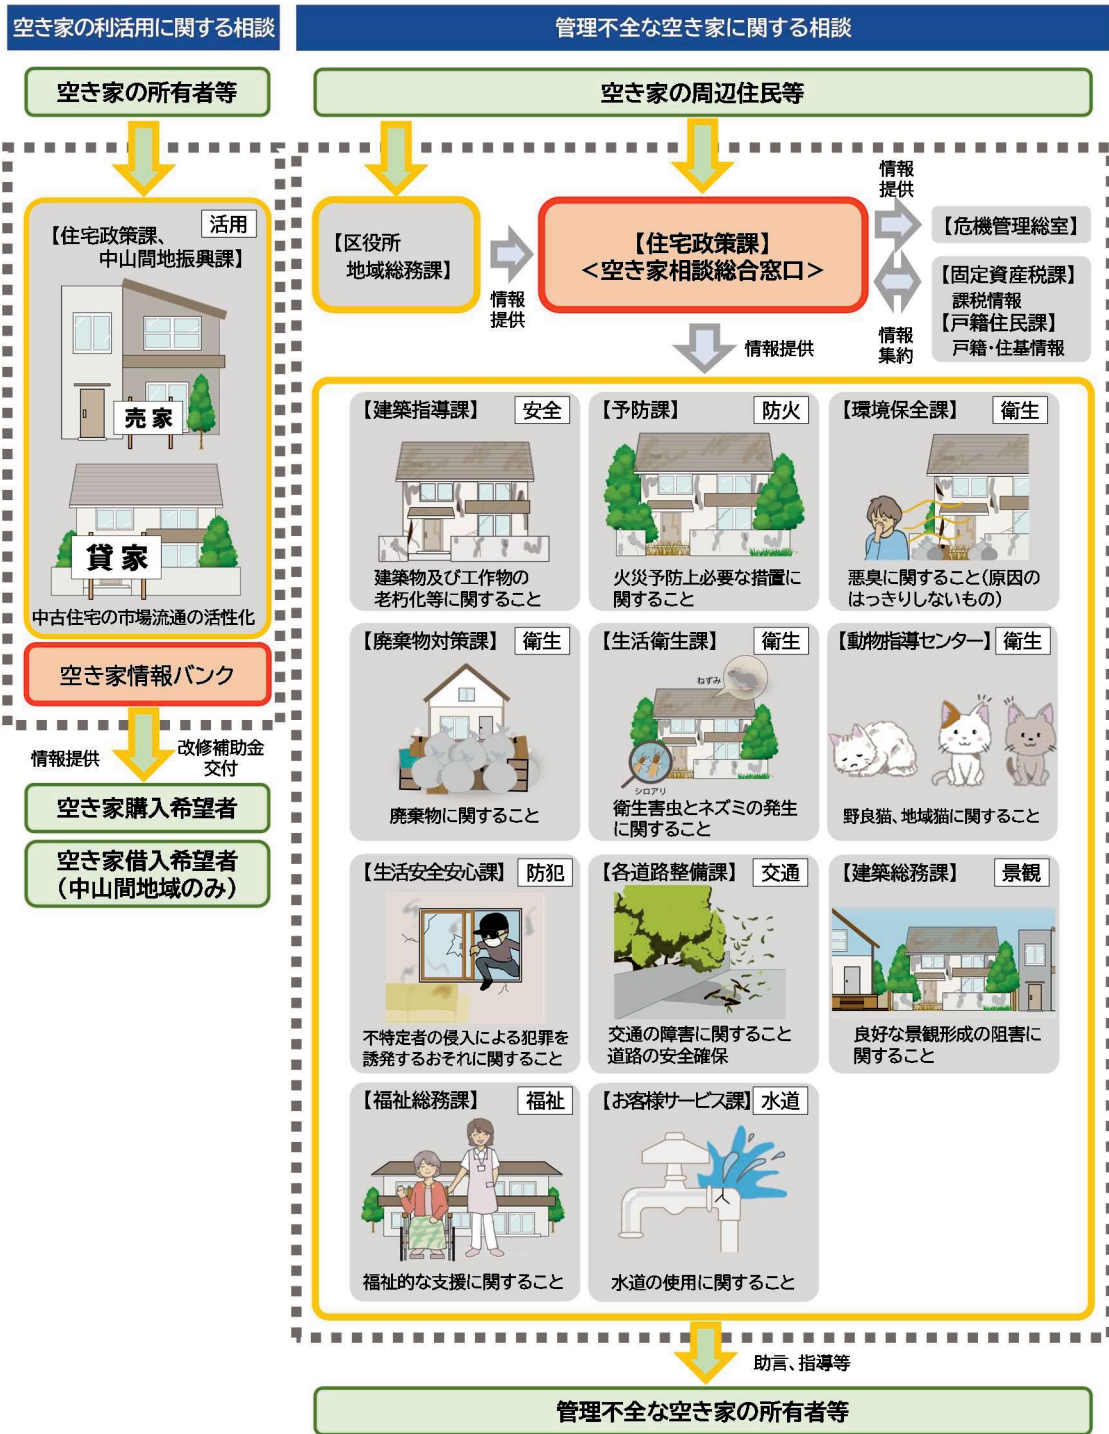 空き家の利活用に関する相談
空き家の所有者等
活用
【住宅政策課、
中山間地振興課】
売家
貸家
中古住宅の市場流通の活性化
空き家情報バンク
情報提供
改修補助金
交付
空き家購入希望者
空き家借入希望者
(中山間地域のみ)
管理不全な空き家に関する相談
空き家の周辺住民等
【区役所
地域総務課】
情報
提供
【住宅政策課】
<空き家相談総合窓口>
情報
提供
【危機管理総室】
情報
集約
【固定資産税課】
課税情報
【戸籍住民課】
戸籍・住基情報
情報提供
【建築指導課】 安全
建築物及び工作物の
老朽化等に関すること
【予防課】 防火
火災予防上必要な措置に
関すること
【環境保全課】 衛生
悪臭に関すること(原因の
はっきりしないもの)
【廃棄物対策課】 衛生
廃棄物に関すること
【生活衛生課】 衛生
ねずみ
シロアリ
衛生害虫とネズミの発生
に関すること
【動物指導センター】 衛生
野良猫、地域猫に関すること
【生活安全安心課】 防犯
不特定者の侵入による犯罪を
誘発するおそれに関すること
【各道路整備課】 交通
交通の障害に関すること
道路の安全確保
【建築総務課】 景観
良好な景観形成の阻害に
関すること
【福祉総務課】 福祉
福祉的な支援に関すること
【お客様サービス課】 水道
水道の使用に関すること
助言、指導等
管理不全な空き家の所有者等